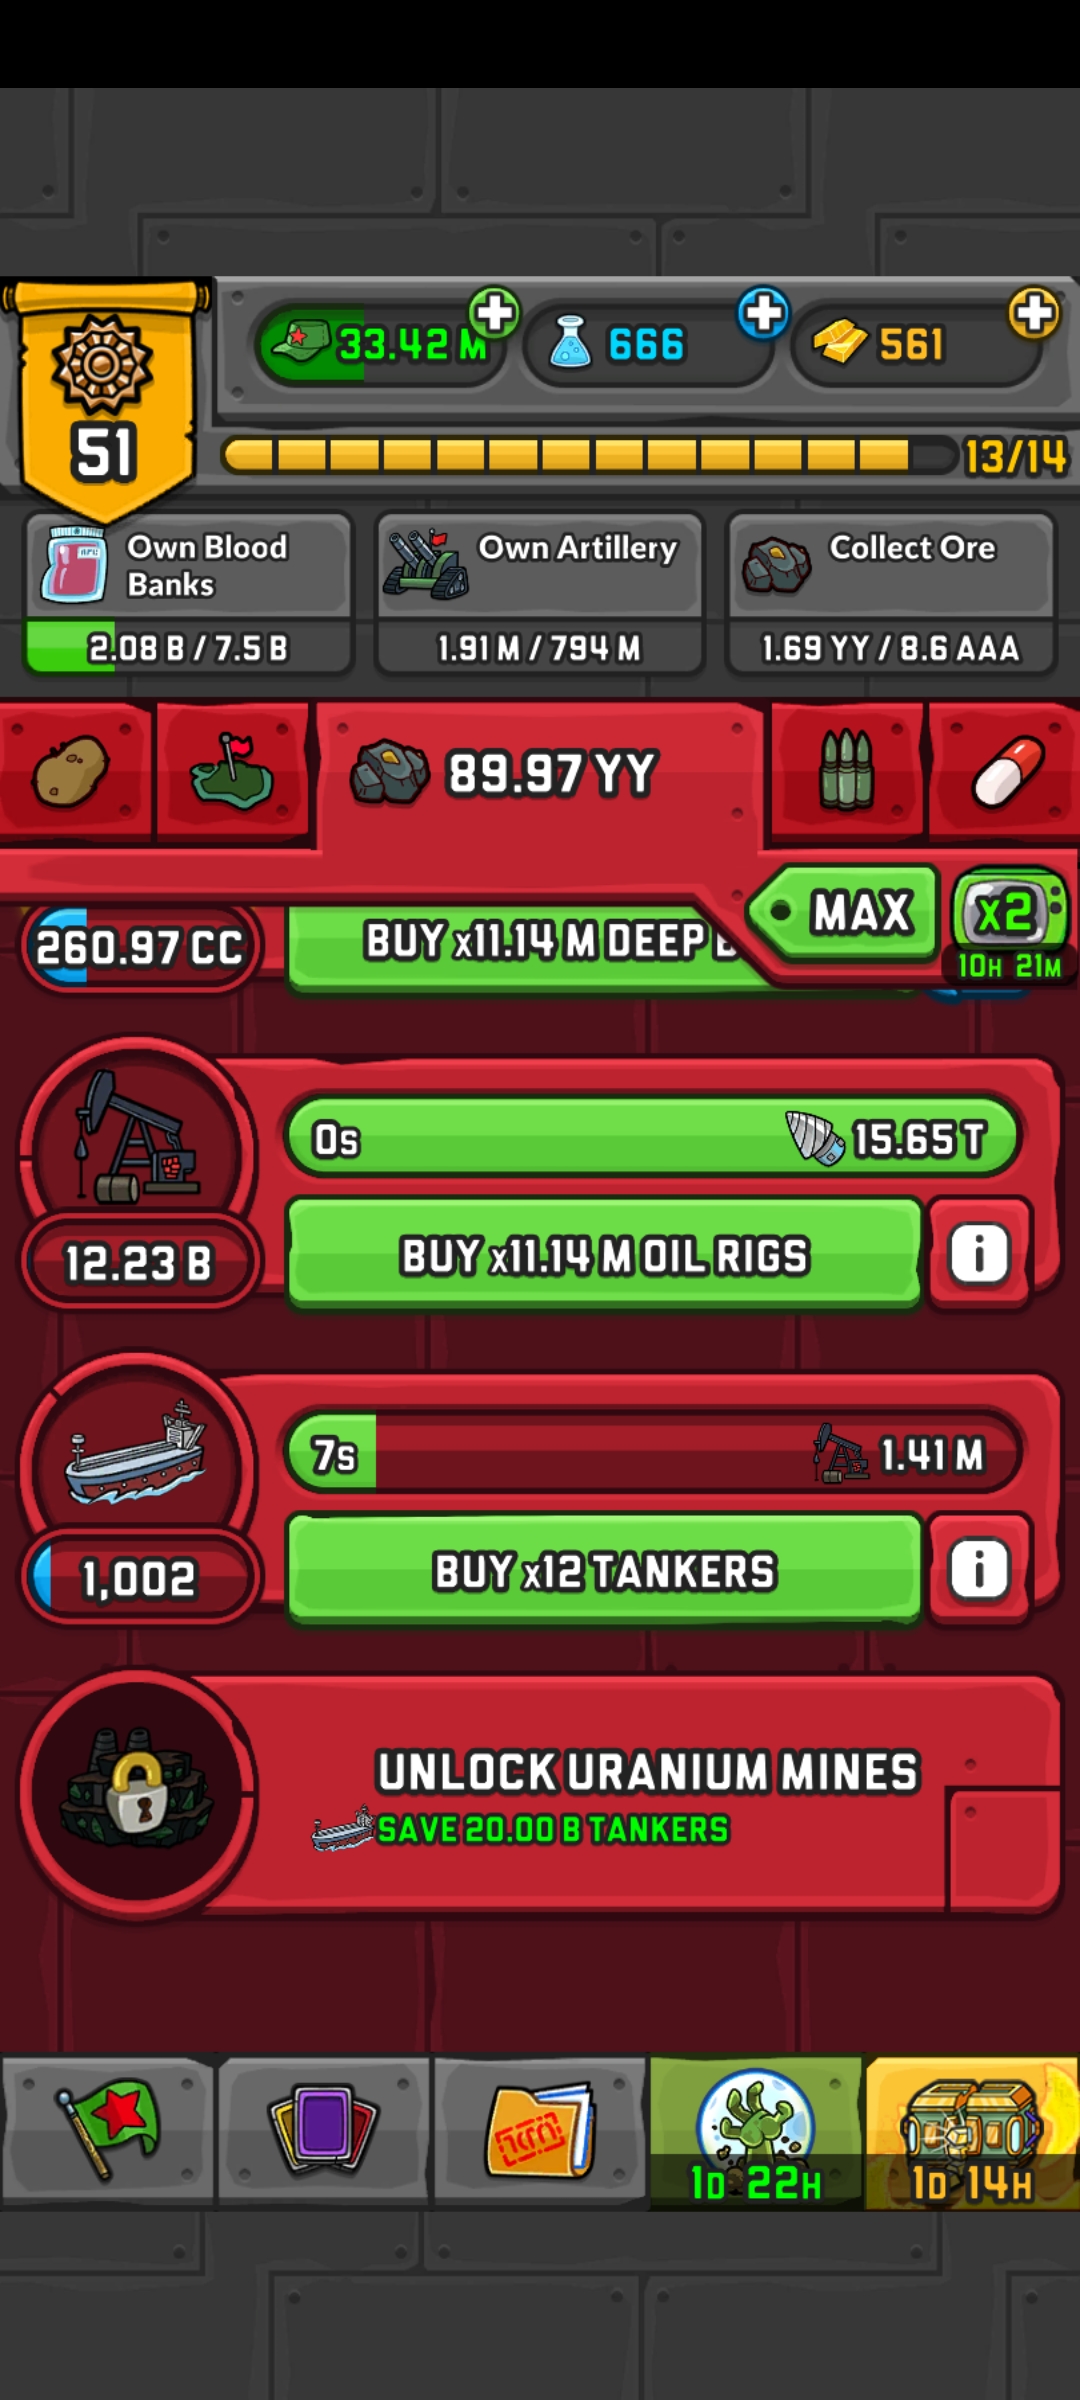 33.42 M
666
561
51
13/14
Own Blood
Banks
Own Artillery
Collect Ore
2.08 B / 7.5 B
1.91 M / 794 M
1.69 YY / 8.6 AAA
89.97 YY
MAX
x2
10H 21M
260.97 CC
BUY x11.14 M DEEP
0s
15.65 T
12.23 B
BUY x11.14 M OIL RIGS
i
7s
1.41 M
1,002
BUY x12 TANKERS
i
UNLOCK URANIUM MINES
SAVE 20.00 B TANKERS
1D 22H
1D 14H